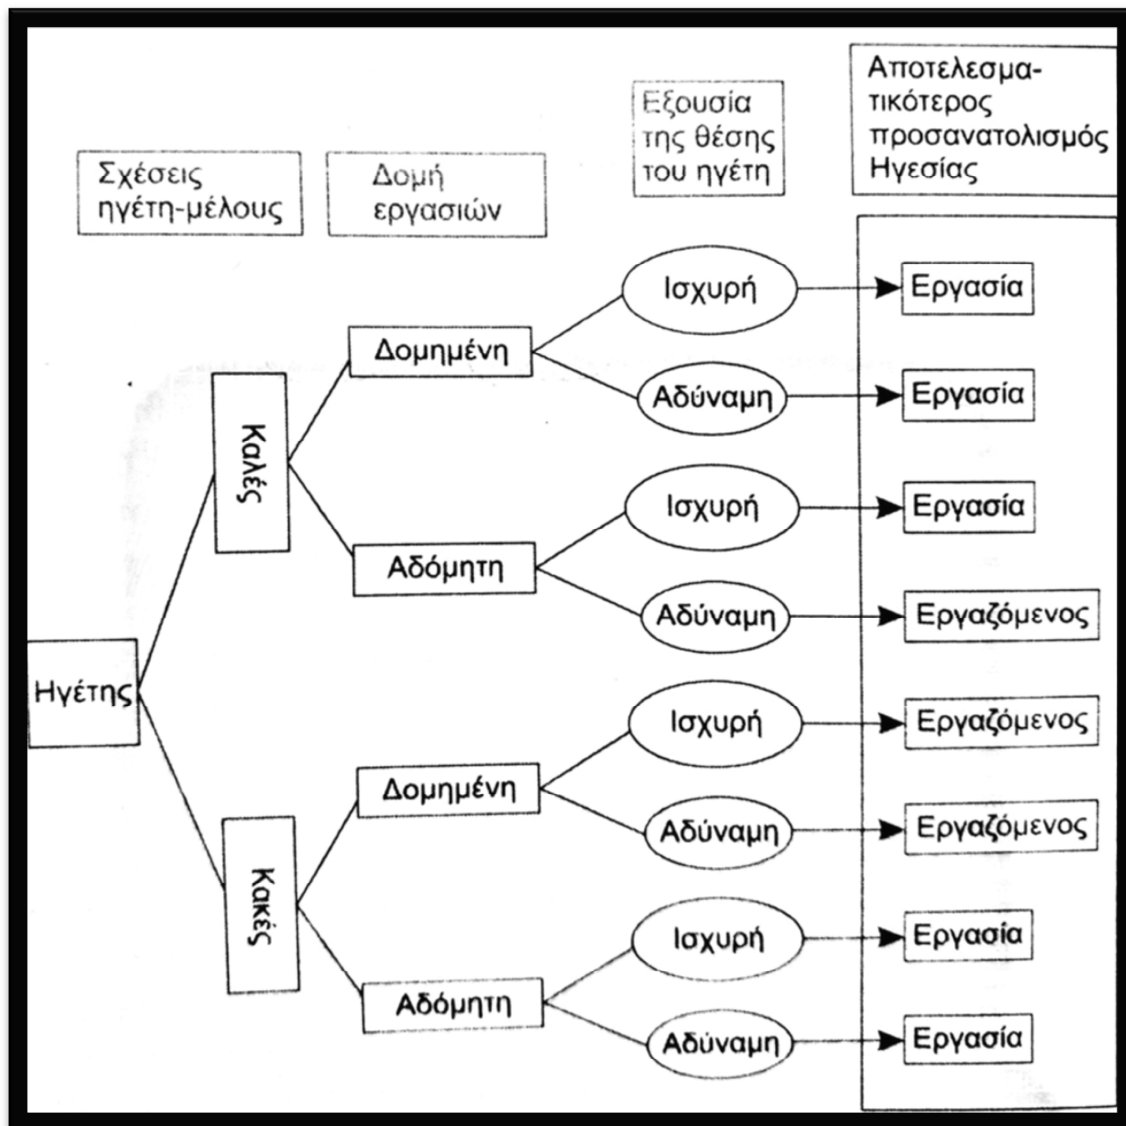 Σχέσεις
ηγέτη-μέλους
Δομή
εργασιών
Εξουσία
της θέσης
του ηγέτη
Αποτελεσμα-
τικότερος
προσανατολισμός
Ηγεσίας
Ηγέτης
Καλές
Δομημένη
Ισχυρή
Εργασία
Αδύναμη
Εργασία
Αδόμητη
Ισχυρή
Εργασία
Αδύναμη
Εργαζόμενος
Κακές
Δομημένη
Ισχυρή
Εργαζόμενος
Αδύναμη
Εργαζόμενος
Αδόμητη
Ισχυρή
Εργασία
Αδύναμη
Εργασία